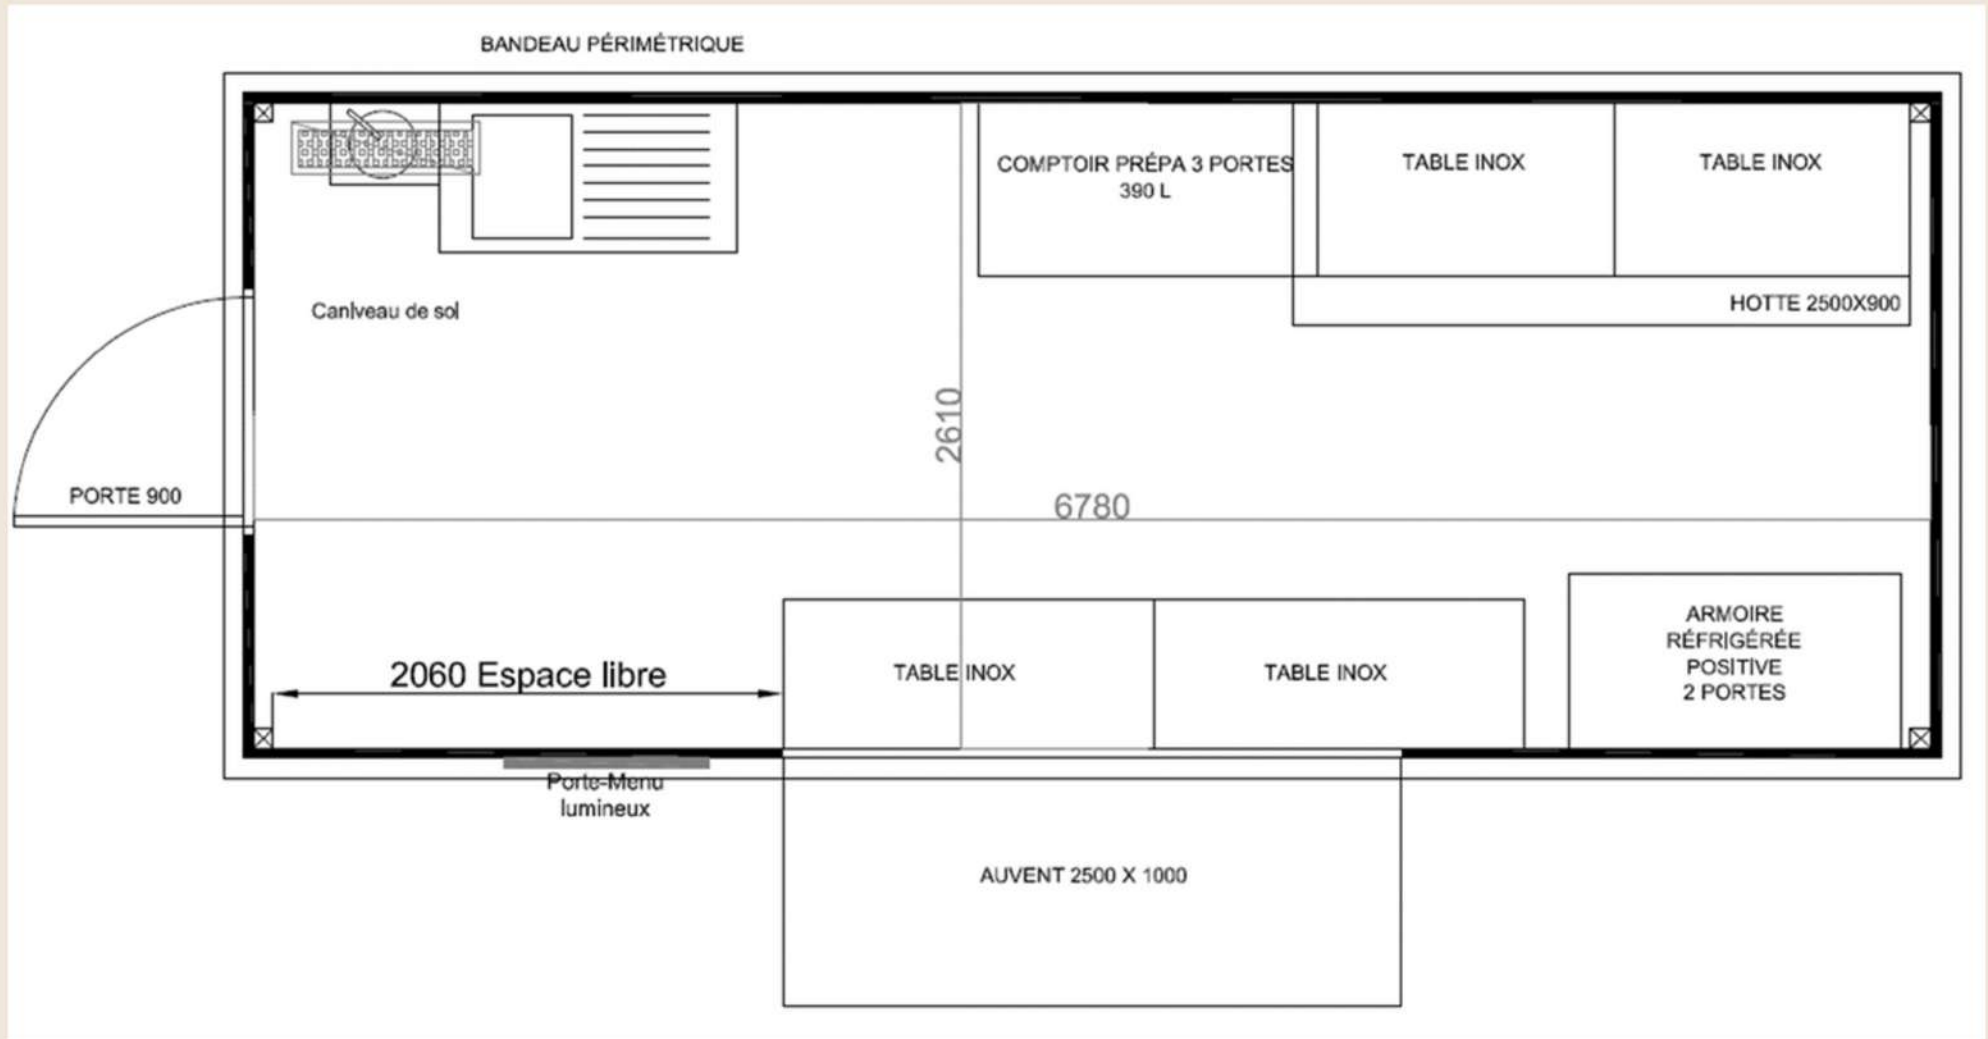 BANDEAU PÉRIMÉTRIQUE
COMPTOIR PRÉPA 3 PORTES
390 L
TABLE INOX
TABLE INOX
HOTTE 2500X900
Caniveau de sol
2610
PORTE 900
6780
2060 Espace libre
TABLE INOX
TABLE INOX
ARMOIRE
RÉFRIGÉRÉE
POSITIVE
2 PORTES
Porte-Menu
lumineux
AUVENT 2500 X 1000